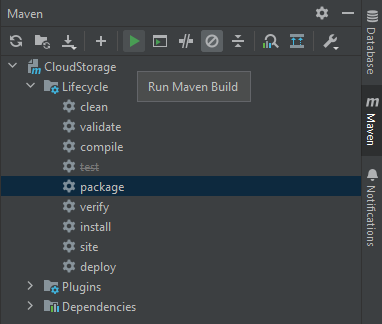 Maven
CloudStorage
Lifecycle
Run Maven Build
clean
validate
compile
test
package
verify
install
site
deploy
Plugins
Dependencies
Database
Maven
Notifications